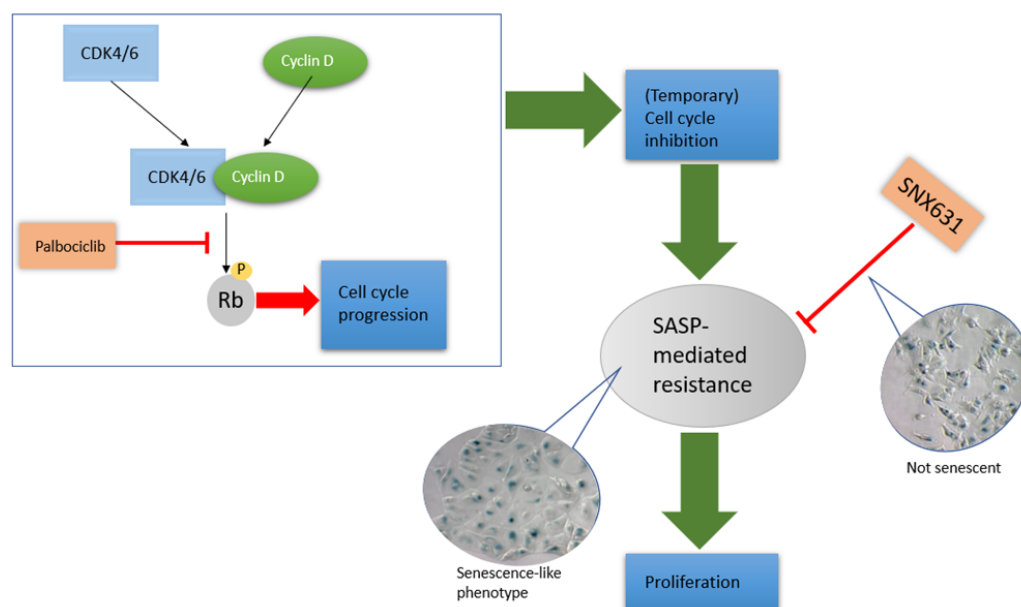 CDK4/6
Cyclin D
CDK4/6
Cyclin D
Palbociclib
P
Rb
Cell cycle
progression
(Temporary)
Cell cycle
inhibition
SNX631
SASP-
mediated
resistance
Not senescent
Senescence-like
phenotype
Proliferation